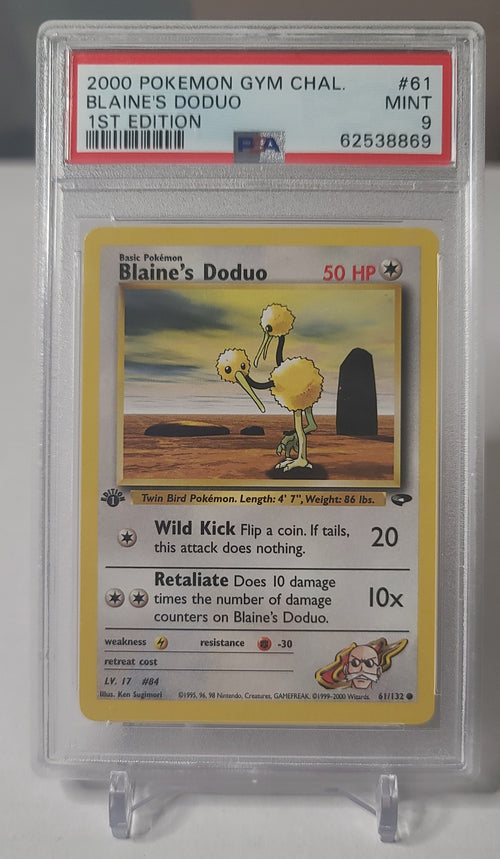 2000 POKEMON GYM CHAL. #61
BLAINE'S DODUO MINT
1ST EDITION 9
PSA 62538869
Basic Pokémon
Blaine's Doduo 50 HP
EDITION 1
Twin Bird Pokémon. Length: 4' 7", Weight: 86 lbs.
Wild Kick Flip a coin. If tails, 20
this attack does nothing.
Retaliate Does 10 damage
times the number of damage 10x
counters on Blaine's Doduo.
weakness resistance -30
retreat cost
LV. 17 #84
Illus. Ken Sugimori ©1995, 96, 98 Nintendo, Creatures, GAMEFREAK. ©1999-2000 Wizards. 61/132